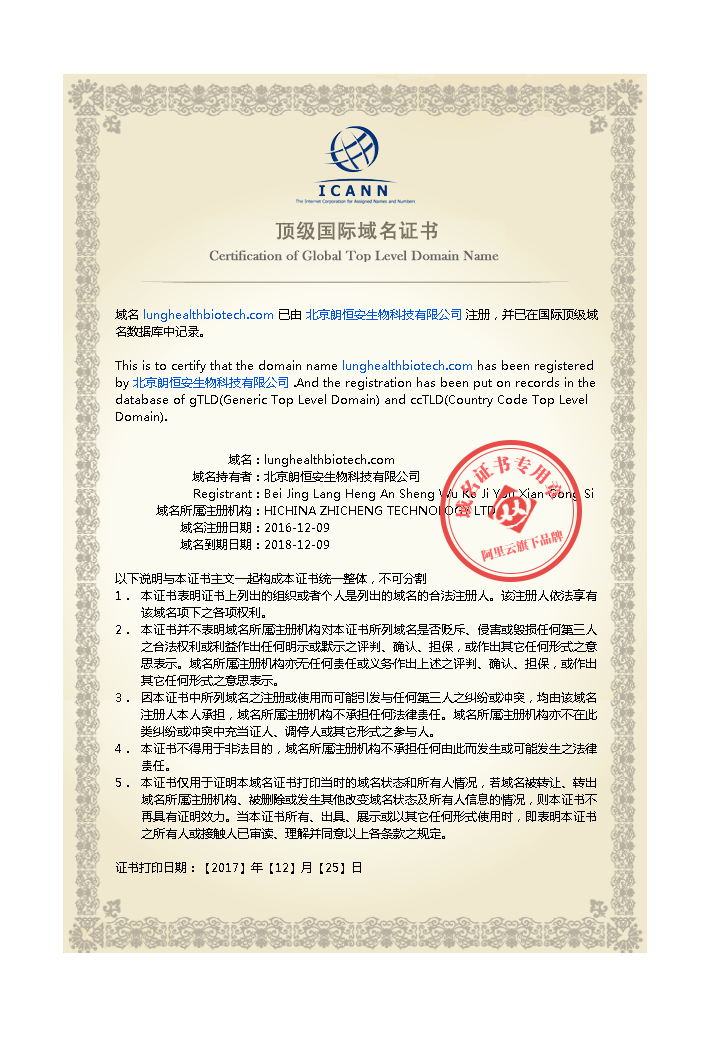 ICANN
The Internet Corporation for Assigned Names and Numbers
顶级国际域名证书
Certification of Global Top Level Domain Name
域名 lunghealthbiotech.com 已由 北京朗恒安生物科技有限公司 注册，并已在国际顶级域
名数据库中记录。
This is to certify that the domain name lunghealthbiotech.com has been registered
by 北京朗恒安生物科技有限公司 .And the registration has been put on records in the
database of gTLD(Generic Top Level Domain) and ccTLD(Country Code Top Level
Domain).
域名：lunghealthbiotech.com
域名持有者：北京朗恒安生物科技有限公司
Registrant：Bei Jing Lang Heng An Sheng Wu Ke Ji You Xian Gong Si
域名所属注册机构：HICHINA ZHICHENG TECHNOLOGY LTD.
域名注册日期：2016-12-09
域名到期日期：2018-12-09
域名证书专用章
阿里云旗下品牌
以下说明与本证书主文一起构成本证书统一整体，不可分割
1． 本证书表明证书上列出的组织或者个人是列出的域名的合法注册人。该注册人依法享有
该域名项下之各项权利。
2． 本证书并不表明域名所属注册机构对本证书所列域名是否贬斥、侵害或毁损任何第三人
之合法权利或利益作出任何明示或默示之评判、确认、担保，或作出其它任何形式之意
思表示。域名所属注册机构亦无任何责任或义务作出上述之评判、确认、担保，或作出
其它任何形式之意思表示。
3． 因本证书中所列域名之注册或使用而可能引发与任何第三人之纠纷或冲突，均由该域名
注册人本人承担，域名所属注册机构不承担任何法律责任。域名所属注册机构亦不在此
类纠纷或冲突中充当证人、调停人或其它形式之参与人。
4． 本证书不得用于非法目的，域名所属注册机构不承担任何由此而发生或可能发生之法律
责任。
5． 本证书仅用于证明本域名证书打印当时的域名状态和所有人情况，若域名被转让、转出
域名所属注册机构、被删除或发生其他改变域名状态及所有人信息的情况，则本证书不
再具有证明效力。当本证书所有、出具、展示或以其它任何形式使用时，即表明本证书
之所有人或接触人已审读、理解并同意以上各条款之规定。
证书打印日期：【2017】年【12】月【25】日